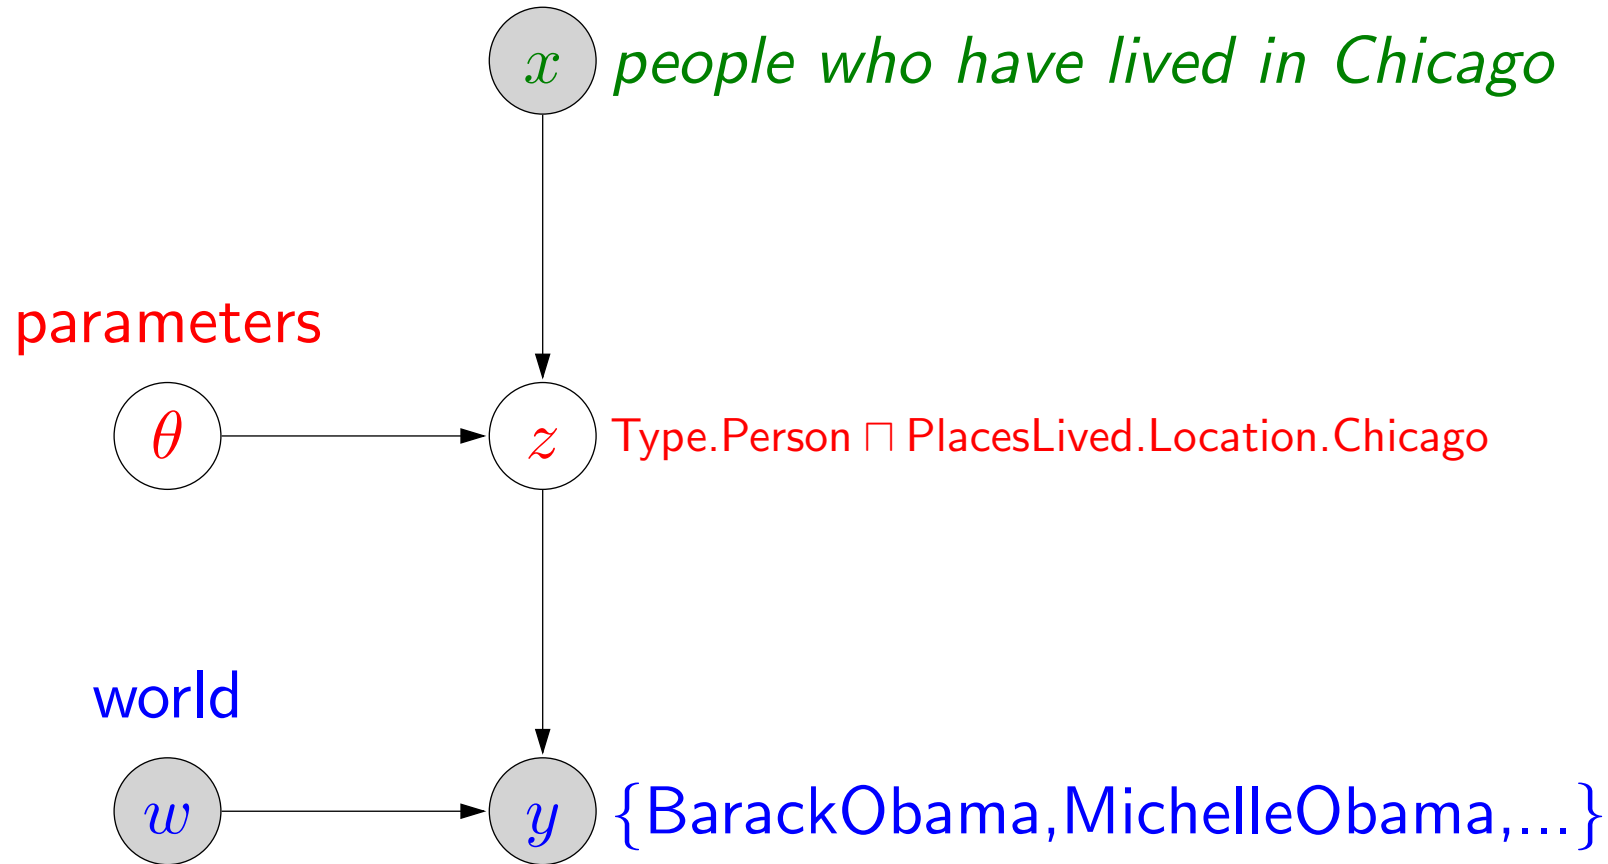 x people who have lived in Chicago
parameters
θ z Type.Person ⊓ PlacesLived.Location.Chicago
world
w y {BarackObama,MichelleObama,...}